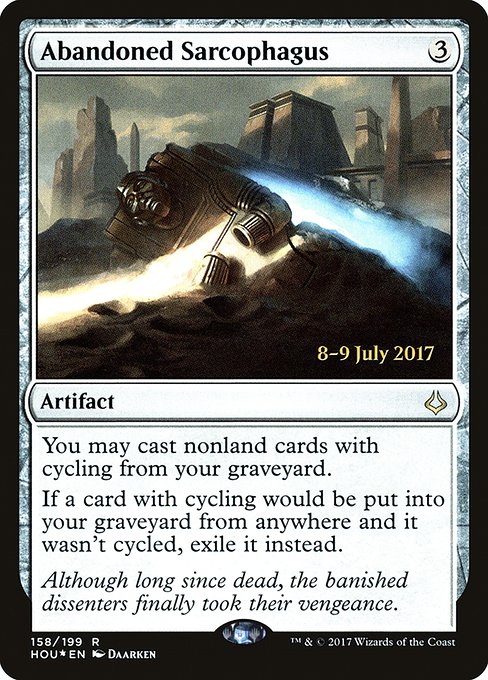 Abandoned Sarcophagus 3
8–9 July 2017
Artifact
You may cast nonland cards with
cycling from your graveyard.
If a card with cycling would be put into
your graveyard from anywhere and it
wasn't cycled, exile it instead.
Although long since dead, the banished
dissenters finally took their vengeance.
158/199 R
HOU★EN DAARKEN
™ & © 2017 Wizards of the Coast